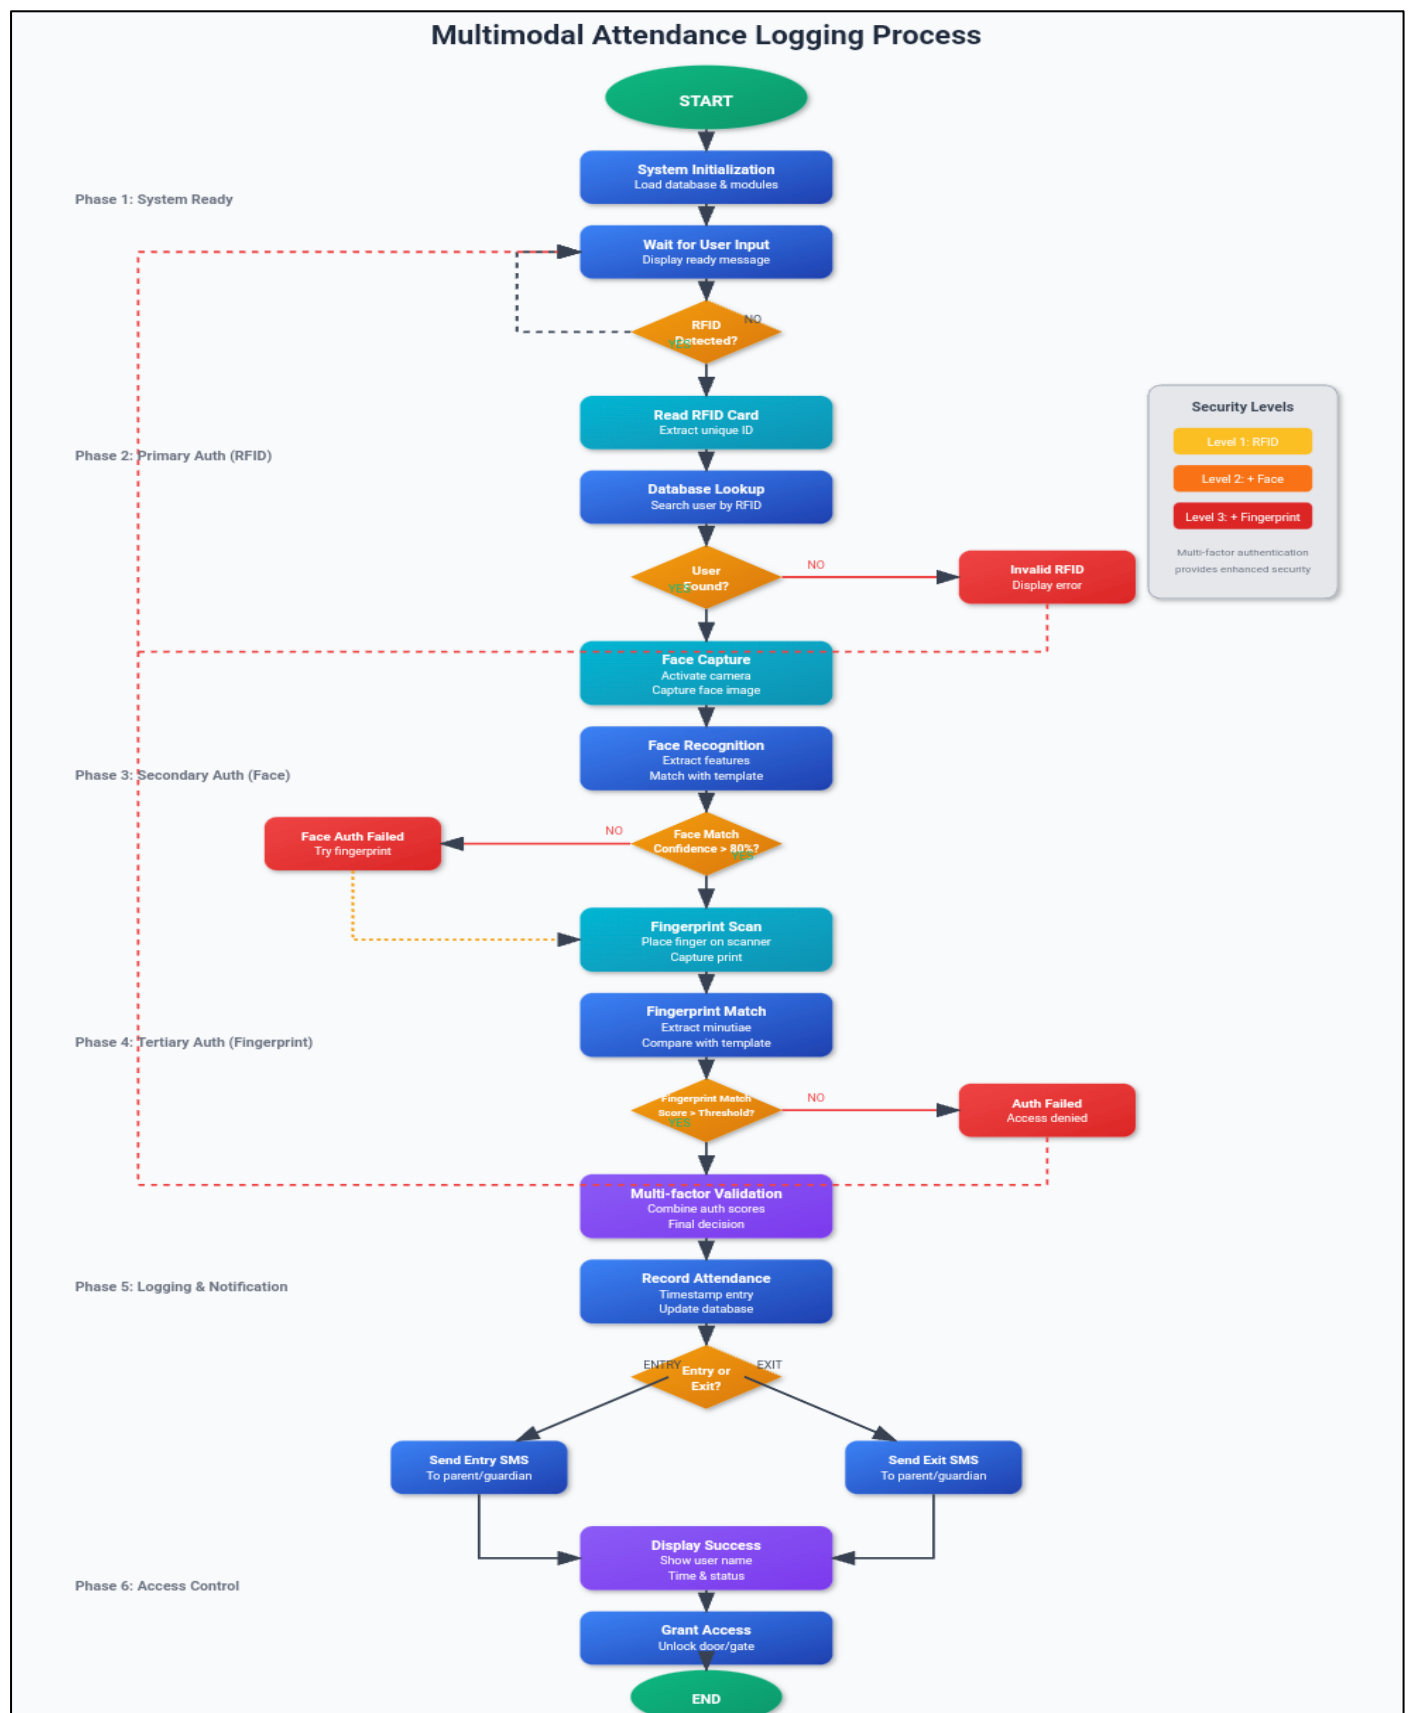 Multimodal Attendance Logging Process
START
System Initialization
Load database & modules
Phase 1: System Ready
Wait for User Input
Display ready message
NO
RFID
Detected?
YES
Read RFID Card
Extract unique ID
Security Levels
Level 1: RFID
Level 2: + Face
Level 3: + Fingerprint
Multi-factor authentication
provides enhanced security
Phase 2: Primary Auth (RFID)
Database Lookup
Search user by RFID
User
Found?
YES
NO
Invalid RFID
Display error
Face Capture
Activate camera
Capture face image
Face Recognition
Extract features
Match with template
Phase 3: Secondary Auth (Face)
Face Auth Failed
Try fingerprint
NO
Face Match
Confidence > 80%?
YES
Fingerprint Scan
Place finger on scanner
Capture print
Fingerprint Match
Extract minutiae
Compare with template
Phase 4: Tertiary Auth (Fingerprint)
Fingerprint Match
Score > Threshold?
YES
NO
Auth Failed
Access denied
Multi-factor Validation
Combine auth scores
Final decision
Phase 5: Logging & Notification
Record Attendance
Timestamp entry
Update database
ENTRY
Entry or
Exit?
EXIT
Send Entry SMS
To parent/guardian
Send Exit SMS
To parent/guardian
Display Success
Show user name
Time & status
Phase 6: Access Control
Grant Access
Unlock door/gate
END